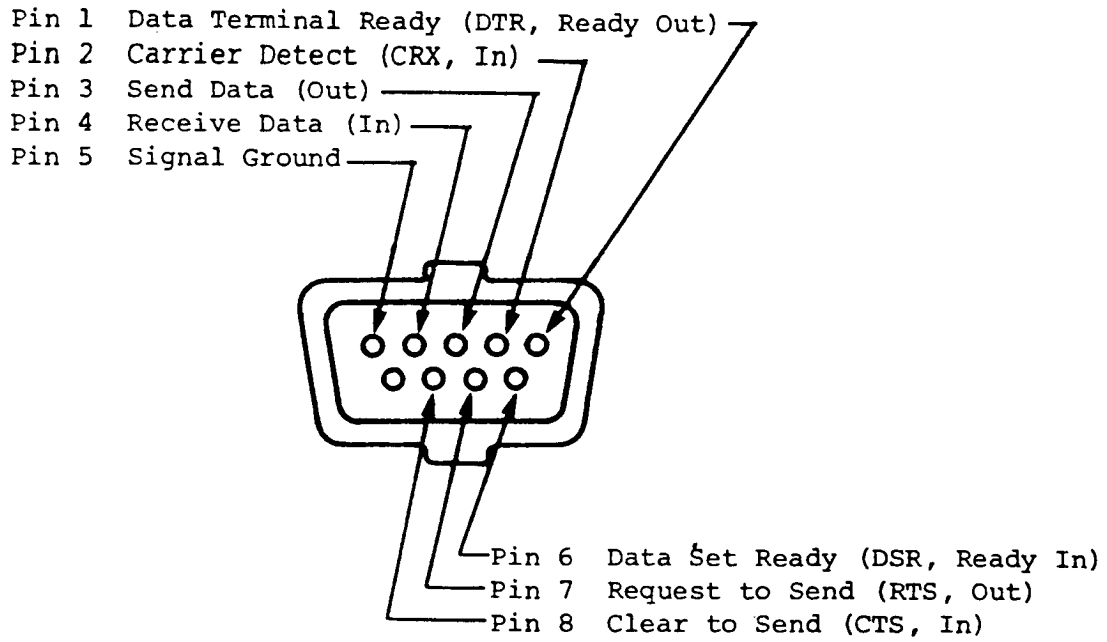 Pin 1 Data Terminal Ready (DTR, Ready Out)
Pin 2 Carrier Detect (CRX, In)
Pin 3 Send Data (Out)
Pin 4 Receive Data (In)
Pin 5 Signal Ground
Pin 6 Data Set Ready (DSR, Ready In)
Pin 7 Request to Send (RTS, Out)
Pin 8 Clear to Send (CTS, In)